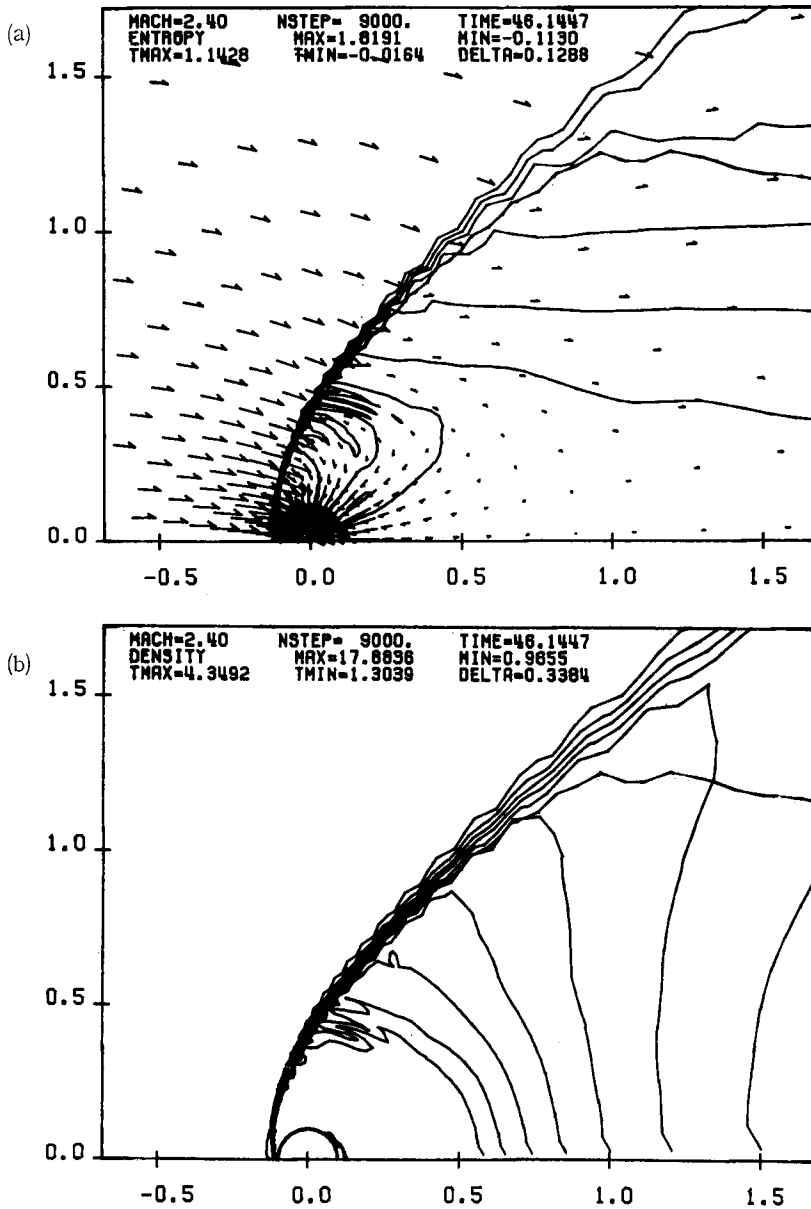 (a)
MACH=2.40 NSTEP= 9000. TIME=46.1447
ENTROPY MAX=1.8191 MIN=-0.1130
TMAX=1.1428 TMIN=-0.0164 DELTA=0.1288
1.5
1.0
0.5
0.0
-0.5 0.0 0.5 1.0 1.5
(b)
MACH=2.40 NSTEP= 9000. TIME=46.1447
DENSITY MAX=17.8836 MIN=0.9855
TMAX=4.3492 TMIN=1.3039 DELTA=0.3384
1.5
1.0
0.5
0.0
-0.5 0.0 0.5 1.0 1.5